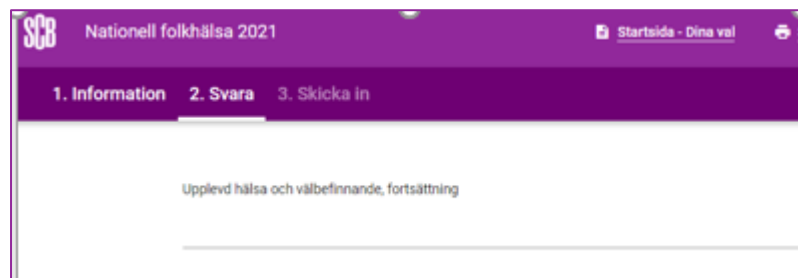 SCB Nationell folkhälsa 2021 Startsida - Dina val
1. Information 2. Svara 3. Skicka in
Upplevd hälsa och välbefinnande, fortsättning